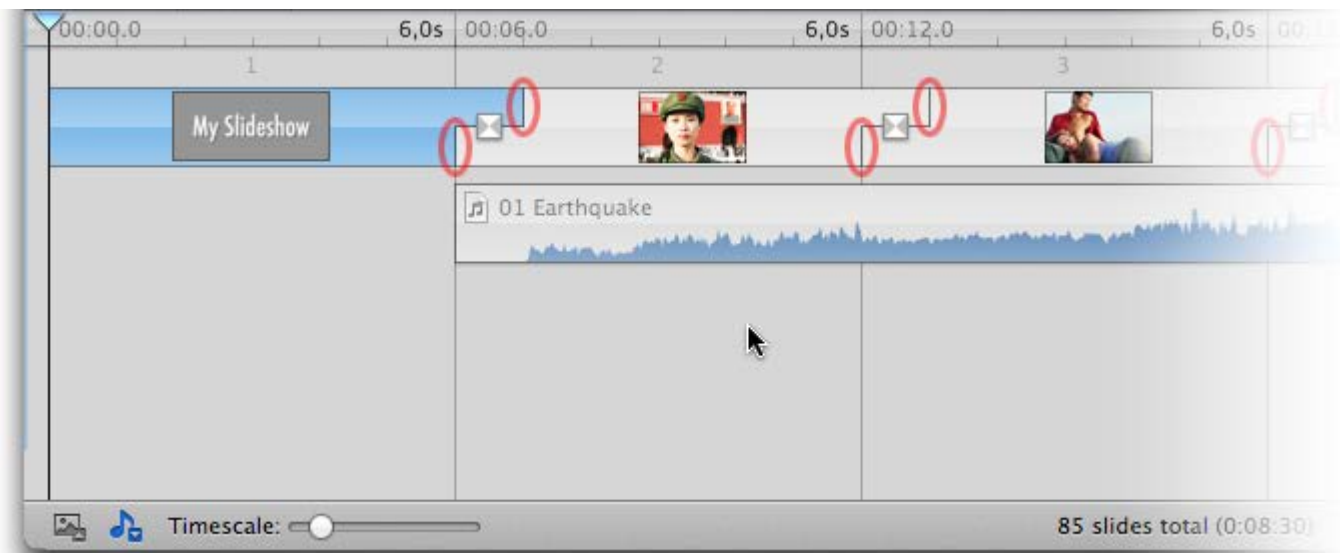 00:00.0 6,0s 00:06.0 6,0s 00:12.0 6,0s
1 2 3
My Slideshow
01 Earthquake
Timescale: 85 slides total (0:08:30)